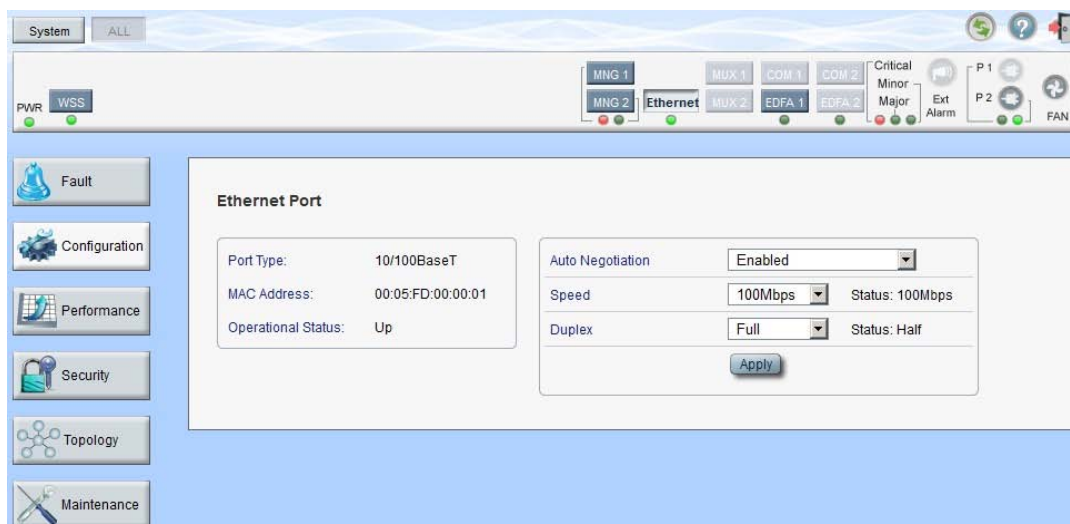 System ALL
Critical
MNG 1 MUX 1 COM 1 COM 2 Minor P 1
PWR WSS MNG 2 Ethernet MUX 2 EDFA 1 EDFA 2 Major Ext Alarm P 2 FAN
Fault
Configuration
Performance
Security
Topology
Maintenance
Ethernet Port
Port Type: 10/100BaseT
MAC Address: 00:05:FD:00:00:01
Operational Status: Up
Auto Negotiation Enabled
Speed 100Mbps Status: 100Mbps
Duplex Full Status: Half
Apply